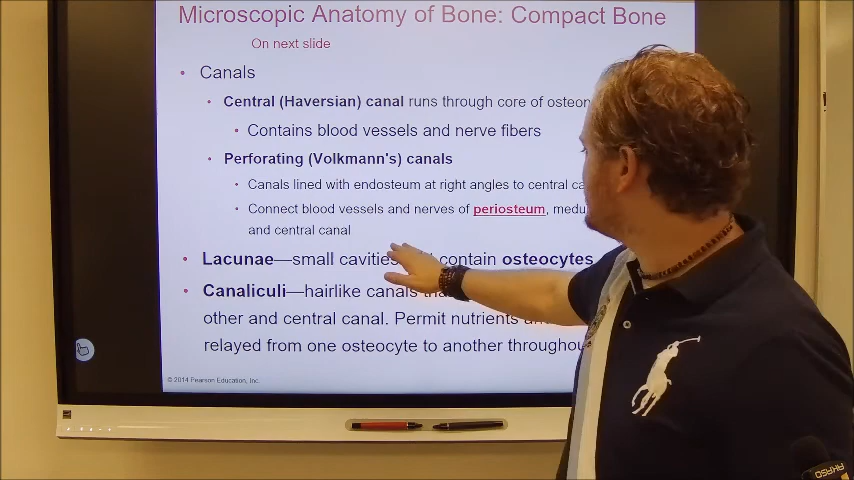 Microscopic Anatomy of Bone: Compact Bone
On next slide
• Canals
• Central (Haversian) canal runs through core of osteon
• Contains blood vessels and nerve fibers
• Perforating (Volkmann's) canals
• Canals lined with endosteum at right angles to central ca
• Connect blood vessels and nerves of periosteum, medu
and central canal
• Lacunae—small cavities contain osteocytes
• Canaliculi—hairlike canals
other and central canal. Permit nutrients
relayed from one osteocyte to another throughou
© 2014 Pearson Education, Inc.
AKASO